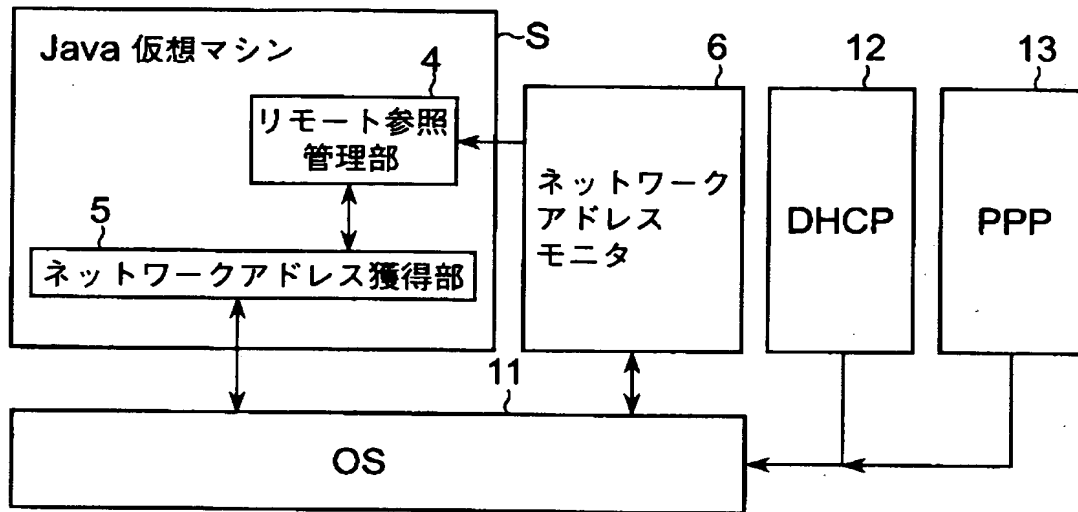 Java 仮想マシン
S
4
リモート参照
管理部
5
ネットワークアドレス獲得部
6
ネットワーク
アドレス
モニタ
12
DHCP
13
PPP
11
OS